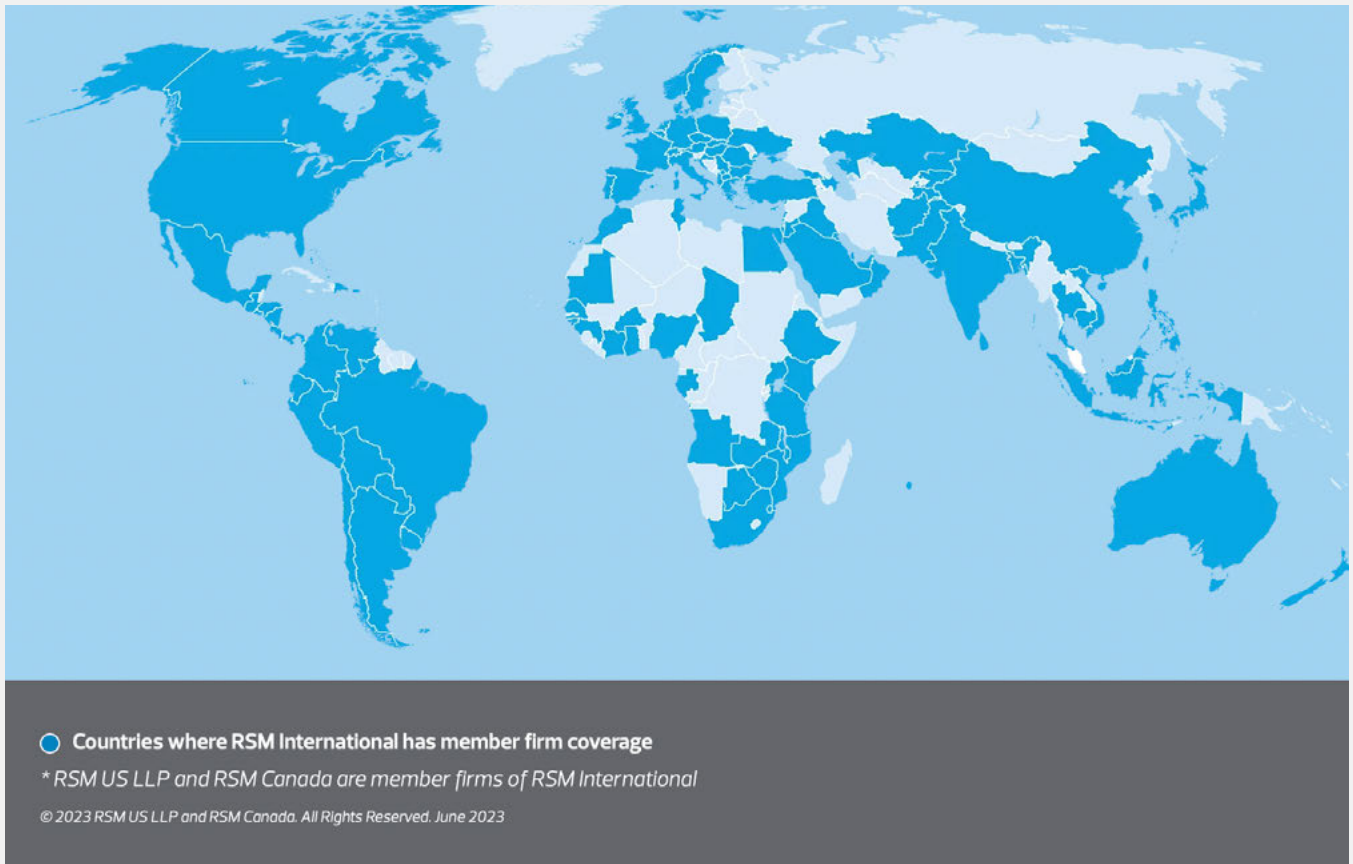 Countries where RSM International has member firm coverage
* RSM US LLP and RSM Canada are member firms of RSM International
© 2023 RSM US LLP and RSM Canada. All Rights Reserved. June 2023